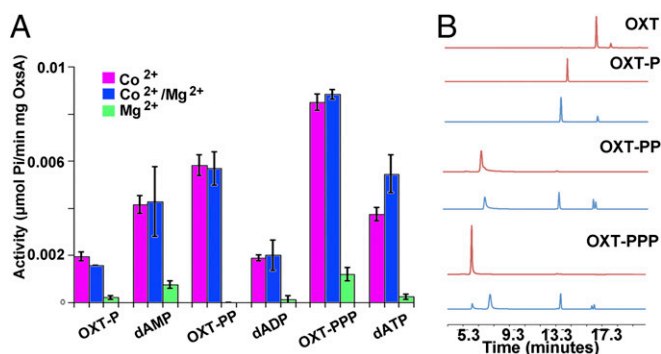 A
Activity (µmol Pi/min mg OxsA)
0.01
0.006
0.002
0
Co 2+
Co 2+/Mg2+
Mg 2+
OXT-P
dAMP
OXT-PP
dADP
OXT-PPP
dATP
B
OXT
OXT-P
OXT-PP
OXT-PPP
5.3 9.3 13.3 17.3
Time (minutes)